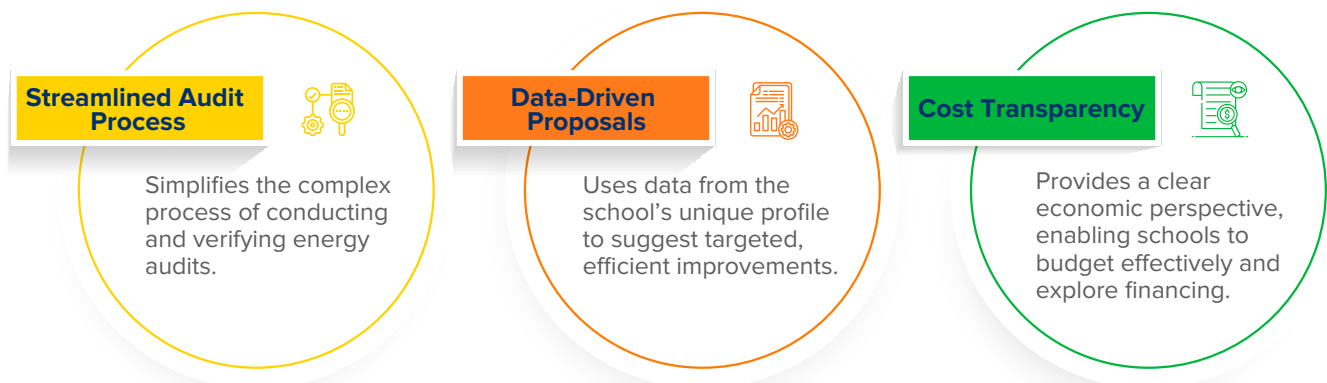 Streamlined Audit
Process
Simplifies the complex
process of conducting
and verifying energy
audits.
Data-Driven
Proposals
Uses data from the
school’s unique profile
to suggest targeted,
efficient improvements.
Cost Transparency
Provides a clear
economic perspective,
enabling schools to
budget effectively and
explore financing.